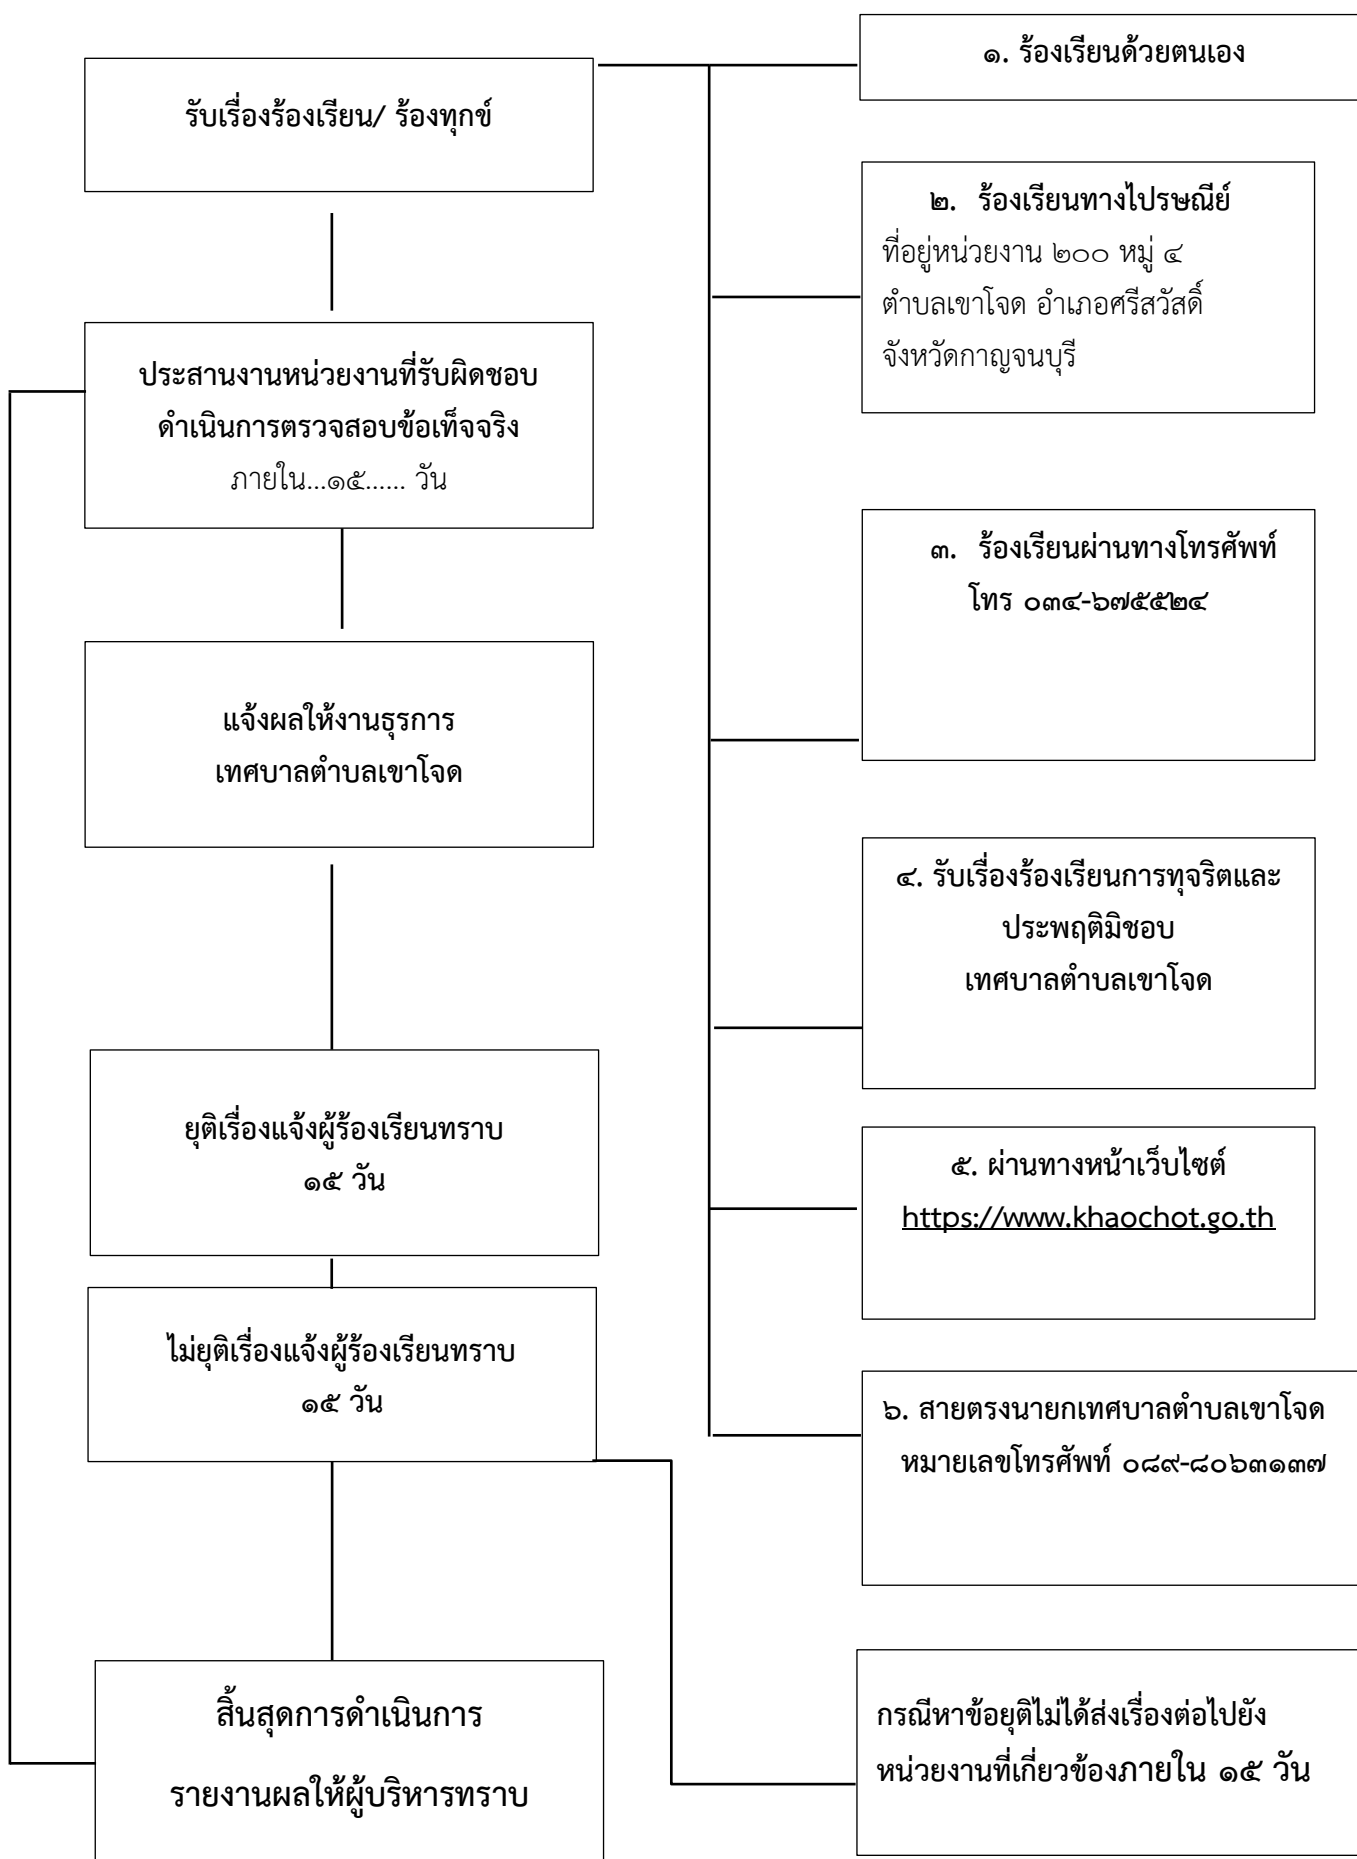 รับเรื่องร้องเรียน/ ร้องทุกข์
ประสานงานหน่วยงานที่รับผิดชอบ
ดำเนินการตรวจสอบข้อเท็จจริง
ภายใน...๑๕...... วัน
แจ้งผลให้งานธุรการ
เทศบาลตำบลเขาโจด
ยุติเรื่องแจ้งผู้ร้องเรียนทราบ
๑๕ วัน
ไม่ยุติเรื่องแจ้งผู้ร้องเรียนทราบ
๑๕ วัน
สิ้นสุดการดำเนินการ
รายงานผลให้ผู้บริหารทราบ
๑. ร้องเรียนด้วยตนเอง
๒. ร้องเรียนทางไปรษณีย์
ที่อยู่หน่วยงาน ๒๐๐ หมู่ ๔
ตำบลเขาโจด อำเภอศรีสวัสดิ์
จังหวัดกาญจนบุรี
๓. ร้องเรียนผ่านทางโทรศัพท์
โทร ๐๓๔-๖๗๕๕๒๔
๔. รับเรื่องร้องเรียนการทุจริตและ
ประพฤติมิชอบ
เทศบาลตำบลเขาโจด
๕. ผ่านทางหน้าเว็บไซต์
https://www.khaochot.go.th
๖. สายตรงนายกเทศบาลตำบลเขาโจด
หมายเลขโทรศัพท์ ๐๘๙-๘๐๖๓๑๓๗
กรณีหาข้อยุติไม่ได้ส่งเรื่องต่อไปยัง
หน่วยงานที่เกี่ยวข้องภายใน ๑๕ วัน